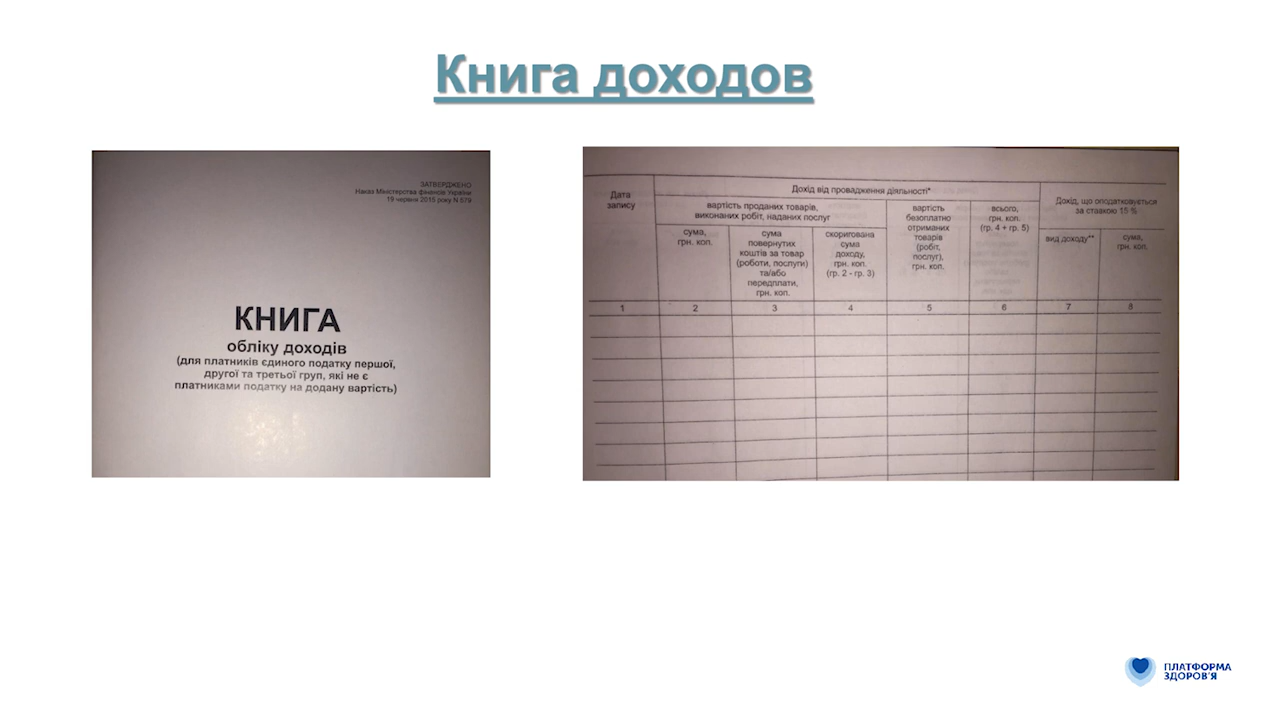 Книга доходов
ЗАТВЕРДЖЕНО
Наказ Міністерства фінансів України
19 червня 2015 року N 579
КНИГА
обліку доходів
(для платників єдиного податку першої,
другої та третьої груп, які не є
платниками податку на додану вартість)
Дата
запису
Дохід від провадження діяльності*
вартість проданих товарів,
виконаних робіт, наданих послуг
сума,
грн. коп.
сума
повернутих
коштів за товар
(роботи, послуги)
та/або
передплати,
грн. коп.
скоригована
сума
доходу,
грн. коп.
(гр. 2 - гр. 3)
вартість
безоплатно
отриманих
товарів
(робіт,
послуг),
грн. коп.
всього,
грн. коп.
(гр. 4 + гр. 5)
Дохід, що оподатковується
за ставкою 15 %
вид доходу**
сума,
грн. коп.
1 2 3 4 5 6 7 8
ПЛАТФОРМА
ЗДОРОВ'Я